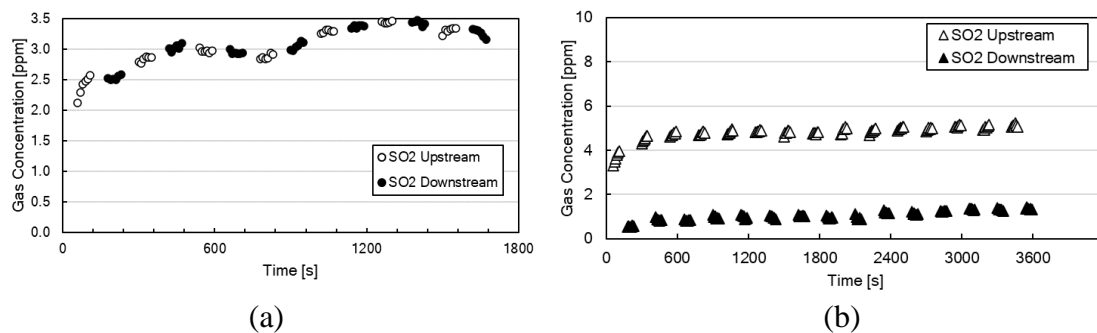 3.5
3.0
2.5
2.0
1.5
1.0
0.5
0.0
Gas Concentration [ppm]
SO2 Upstream
SO2 Downstream
0 600 1200 1800
Time [s]
(a)
10
8
6
4
2
0
Gas Concentration [ppm]
SO2 Upstream
SO2 Downstream
0 600 1200 1800 2400 3000 3600
Time [s]
(b)